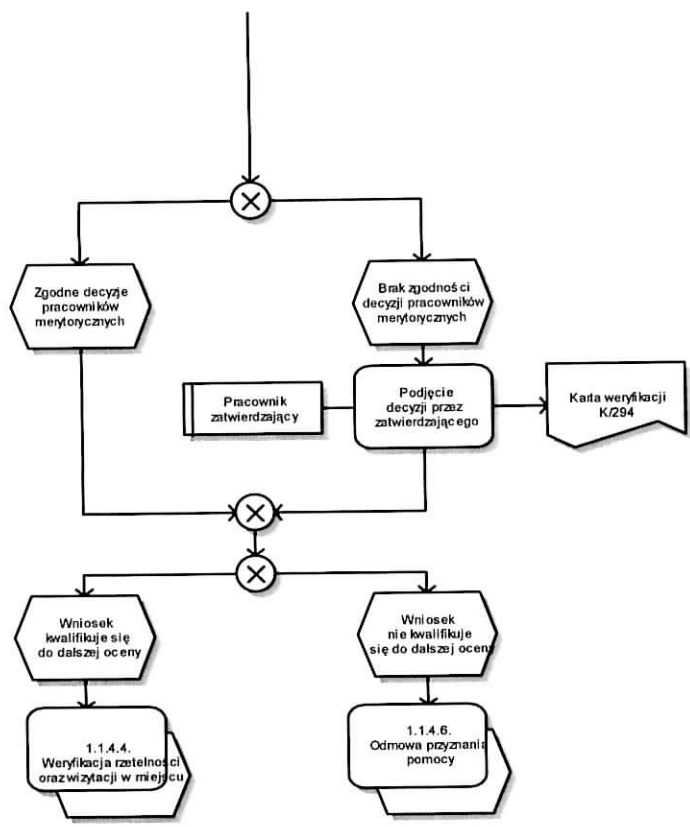 Zgodne decyzje
pracowników
merytorycznych
Brak zgodności
decyzji pracowników
merytorycznych
Pracownik
zatwierdzający
Podjęcie
decyzji przez
zatwierdzającego
Karta weryfikacji
K/294
Wniosek
kwalifikuje się
do dalszej oceny
Wniosek
nie kwalifikuje
się do dalszej oceny
1.1.4.4.
Weryfikacja rzetelności
oraz wizytacji w miejscu
1.1.4.6.
Odmowa przyznania
pomocy